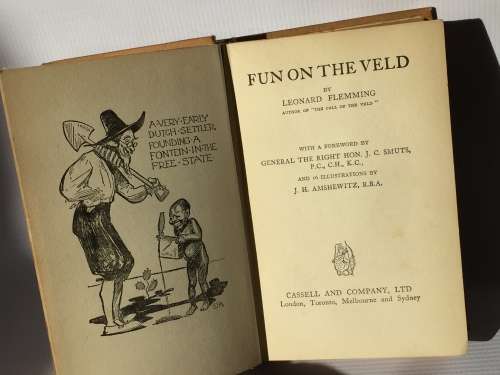 A·VERY·EARLY
DUTCH·SETTLER,
FOUNDING·A
FONTEIN·IN·THE
FREE·STATE
FUN ON THE VELD
BY
LEONARD FLEMMING
AUTHOR OF "THE CALL OF THE VELD"
WITH A FOREWORD BY
GENERAL THE RIGHT HON. J. C. SMUTS,
P.C., C.H., K.C.,
AND 16 ILLUSTRATIONS BY
J. H. AMSHEWITZ, R.B.A.
CASSELL AND COMPANY, LTD
London, Toronto, Melbourne and Sydney